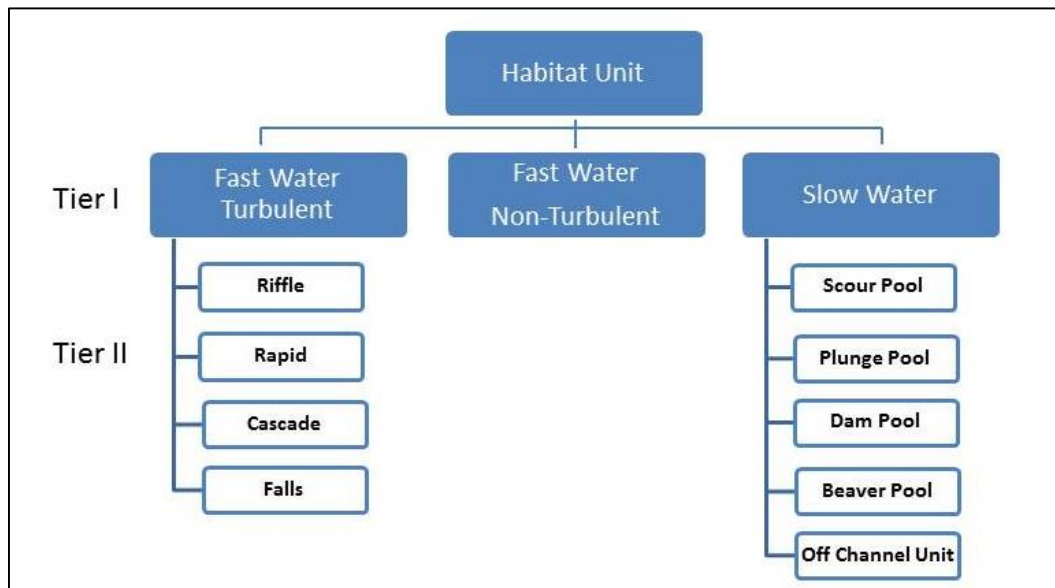 Habitat Unit
Tier I
Fast Water
Turbulent
Fast Water
Non-Turbulent
Slow Water
Tier II
Riffle
Rapid
Cascade
Falls
Scour Pool
Plunge Pool
Dam Pool
Beaver Pool
Off Channel Unit